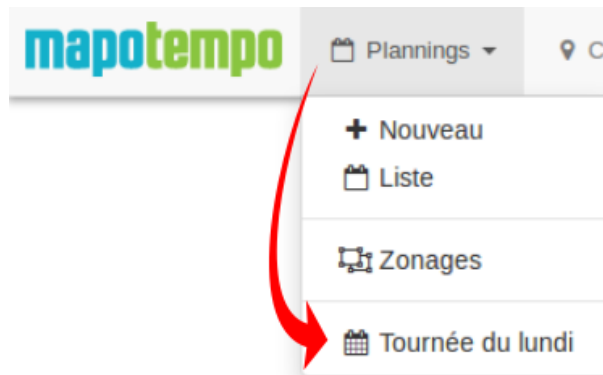 mapotempo
Plannings
C
Nouveau
Liste
Zonages
Tournée du lundi